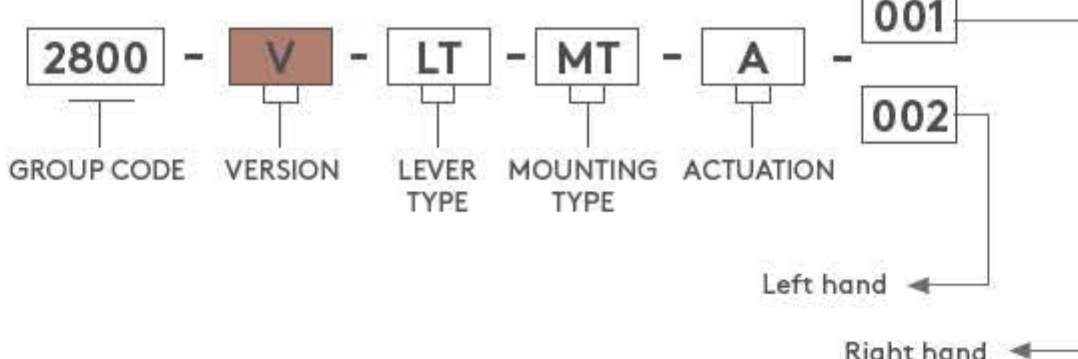 001
2800 - V - LT - MT - A -
002
GROUP CODE VERSION LEVER TYPE MOUNTING TYPE ACTUATION
Left hand
Right hand